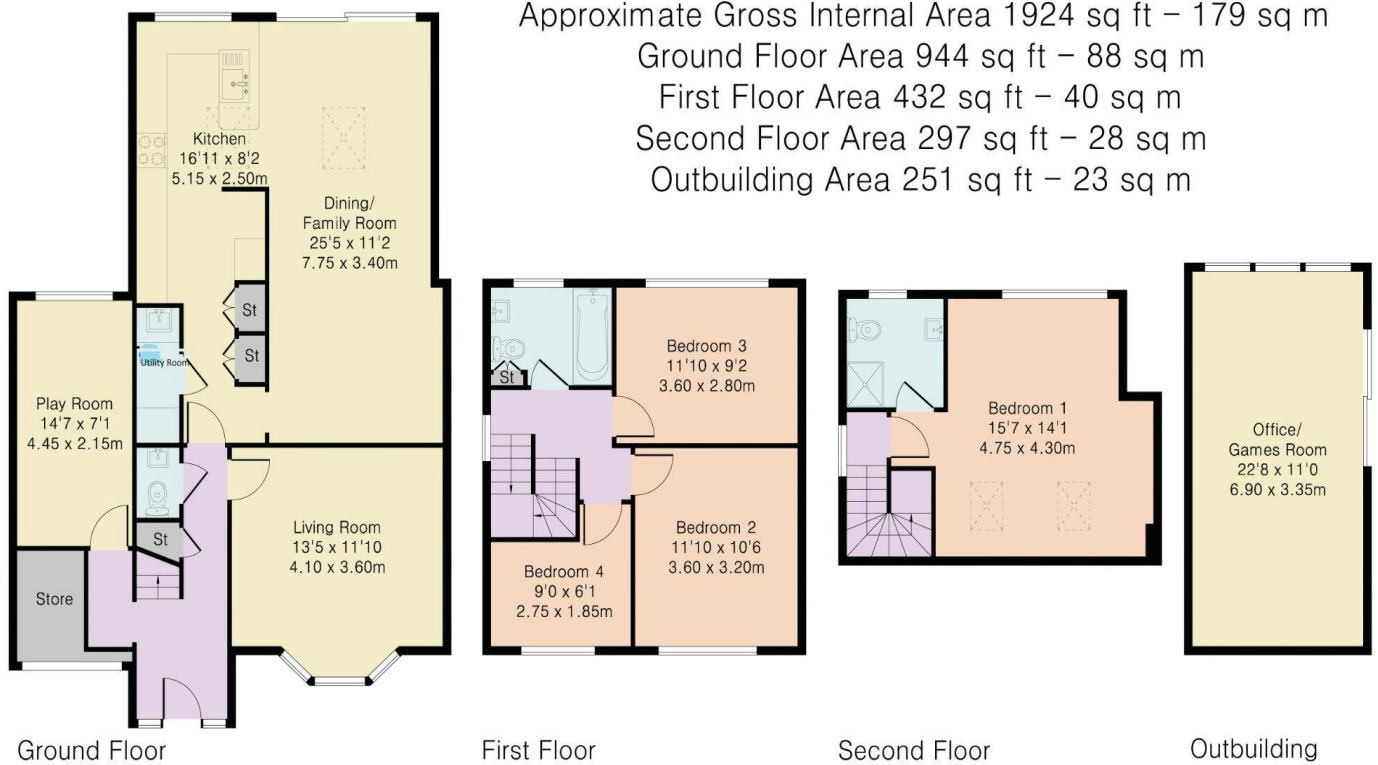 Approximate Gross Internal Area 1924 sq ft – 179 sq m
Ground Floor Area 944 sq ft – 88 sq m
First Floor Area 432 sq ft – 40 sq m
Second Floor Area 297 sq ft – 28 sq m
Outbuilding Area 251 sq ft – 23 sq m
Kitchen
16'11 x 8'2
5.15 x 2.50m
Dining/
Family Room
25'5 x 11'2
7.75 x 3.40m
St
St
Utility Room
Play Room
14'7 x 7'1
4.45 x 2.15m
St
Store
Living Room
13'5 x 11'10
4.10 x 3.60m
Ground Floor
St
Bedroom 3
11'10 x 9'2
3.60 x 2.80m
Bedroom 2
11'10 x 10'6
3.60 x 3.20m
Bedroom 4
9'0 x 6'1
2.75 x 1.85m
First Floor
Bedroom 1
15'7 x 14'1
4.75 x 4.30m
Second Floor
Office/
Games Room
22'8 x 11'0
6.90 x 3.35m
Outbuilding